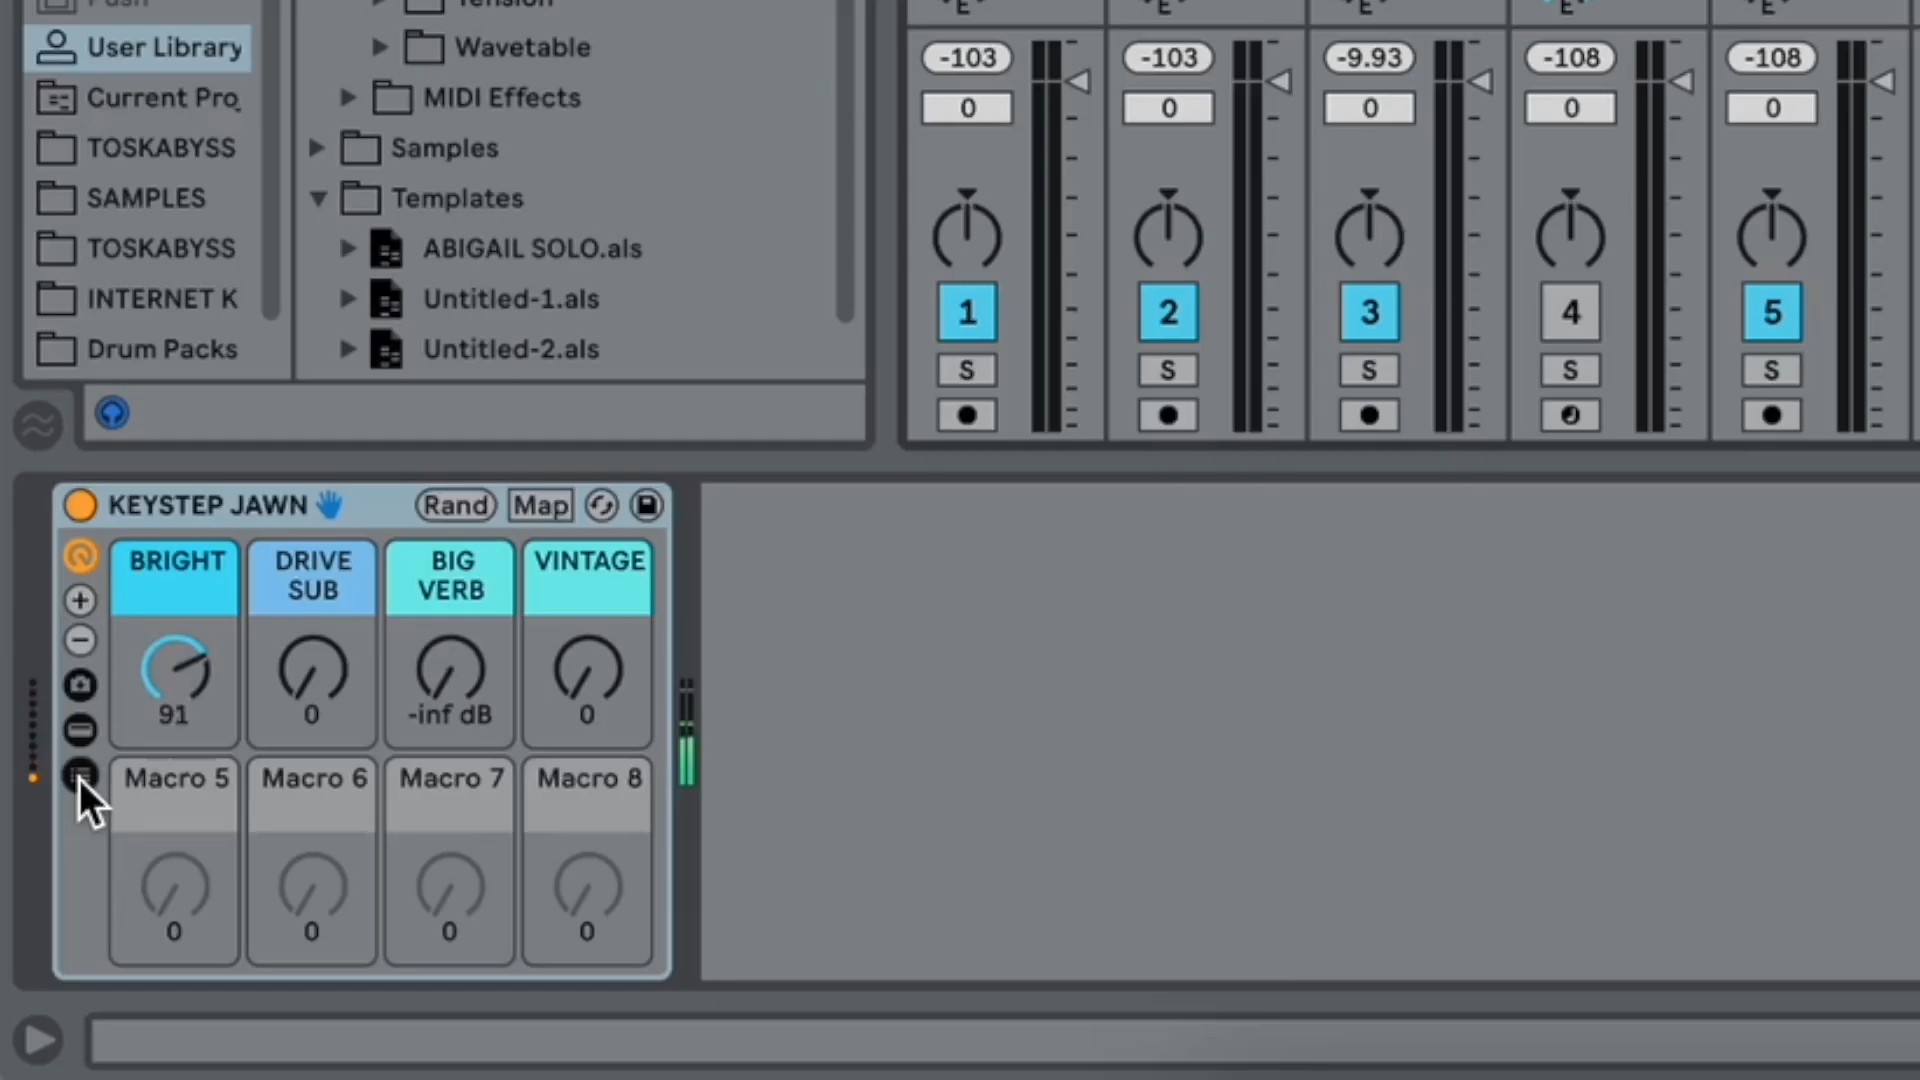 Push
User Library
Current Pro
TOSKABYSS
SAMPLES
TOSKABYSS
INTERNET K
Drum Packs
Tension
Wavetable
MIDI Effects
Samples
Templates
ABIGAIL SOLO.als
Untitled-1.als
Untitled-2.als
E E E E E
-103 -103 -9.93 -108 -108
0 0 0 0 0
1 2 3 4 5
S S S S S
KEYSTEP JAWN Rand Map
BRIGHT DRIVE SUB BIG VERB VINTAGE
91 0 -inf dB 0
Macro 5 Macro 6 Macro 7 Macro 8
0 0 0 0